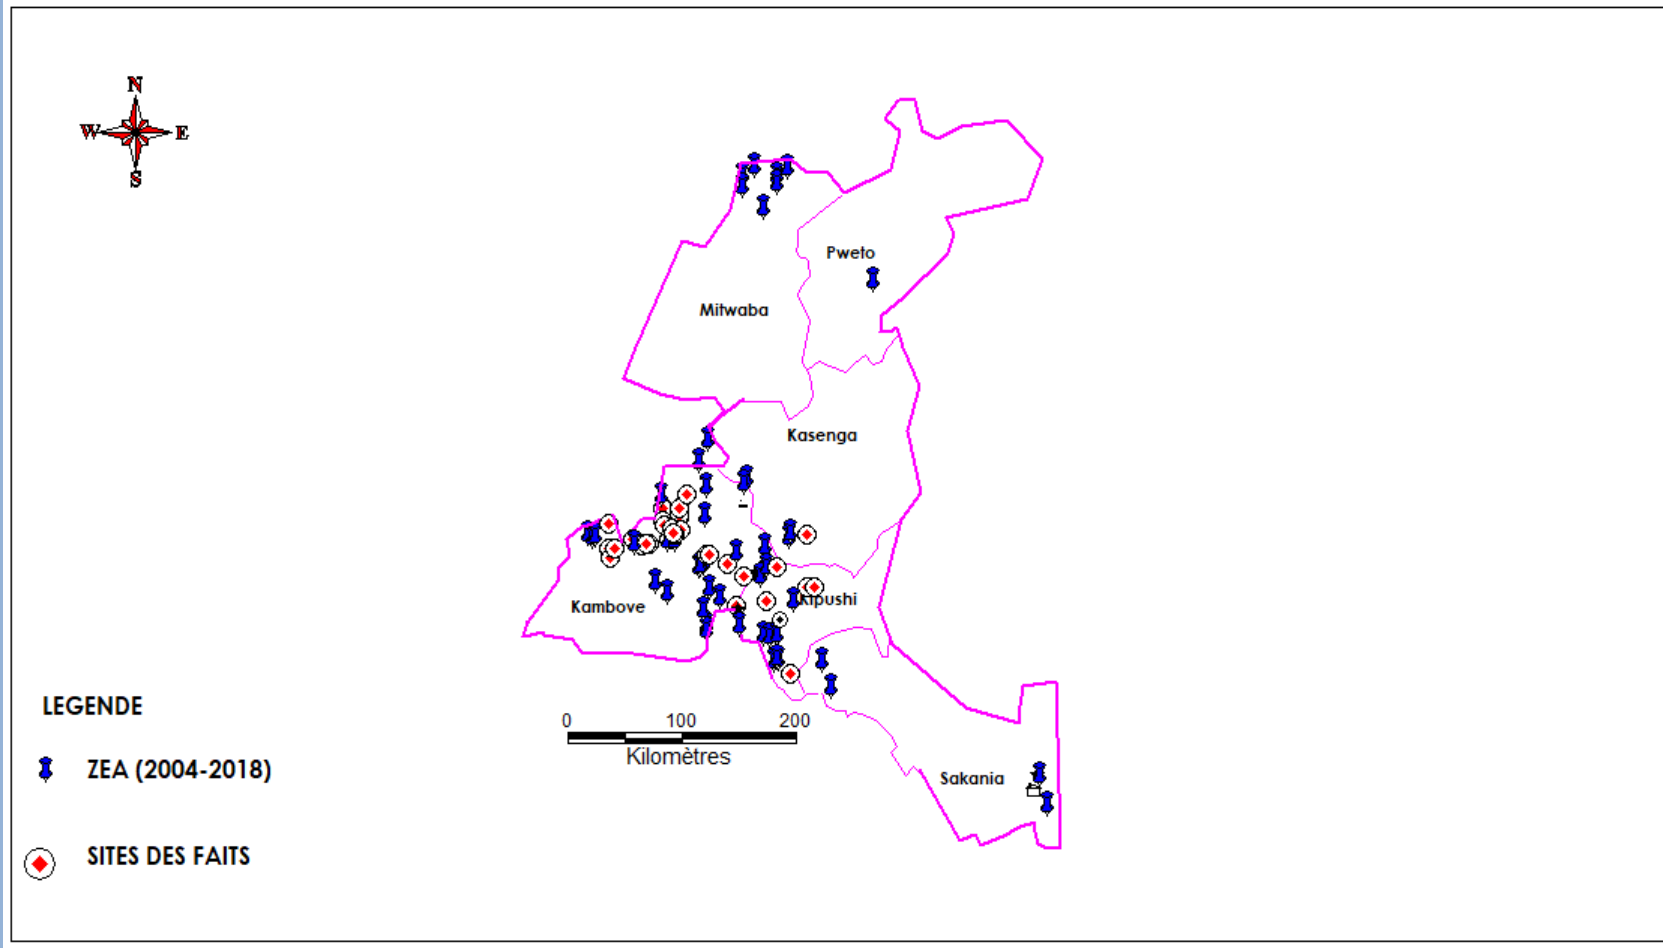 N
W E
S
Pweto
Mitwaba
Kasenga
Kambove
Kipushi
LEGENDE
0 100 200
Kilomètres
ZEA (2004-2018)
Sakania
SITES DES FAITS